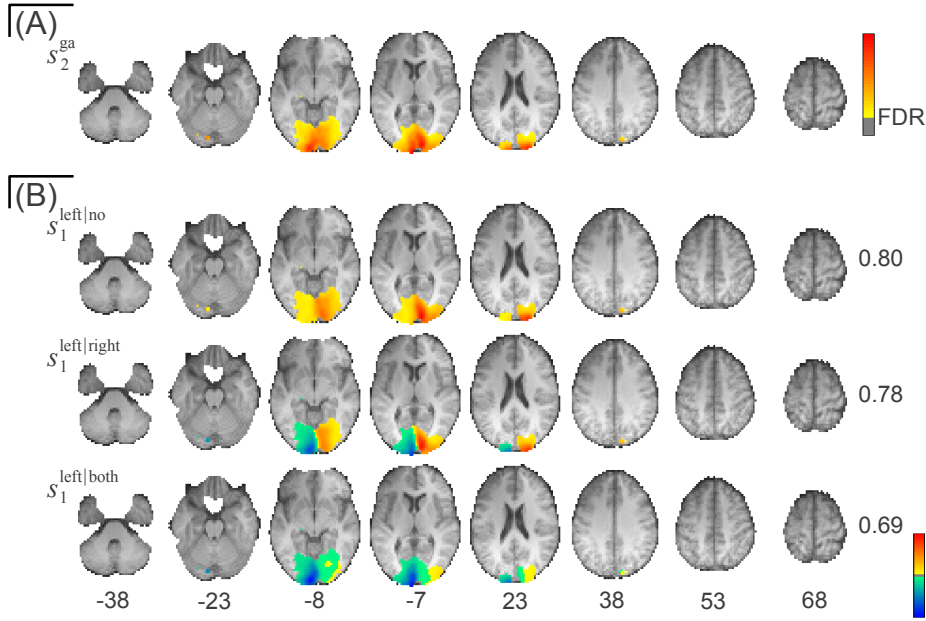 (A)
s₂ᵍᵃ
FDR
(B)
s₁ˡᵉᶠᵗ|ⁿᵒ
0.80
s₁ˡᵉᶠᵗ|ʳⁱᵍʰᵗ
0.78
s₁ˡᵉᶠᵗ|ᵇᵒᵗʰ
0.69
-38 -23 -8 -7 23 38 53 68